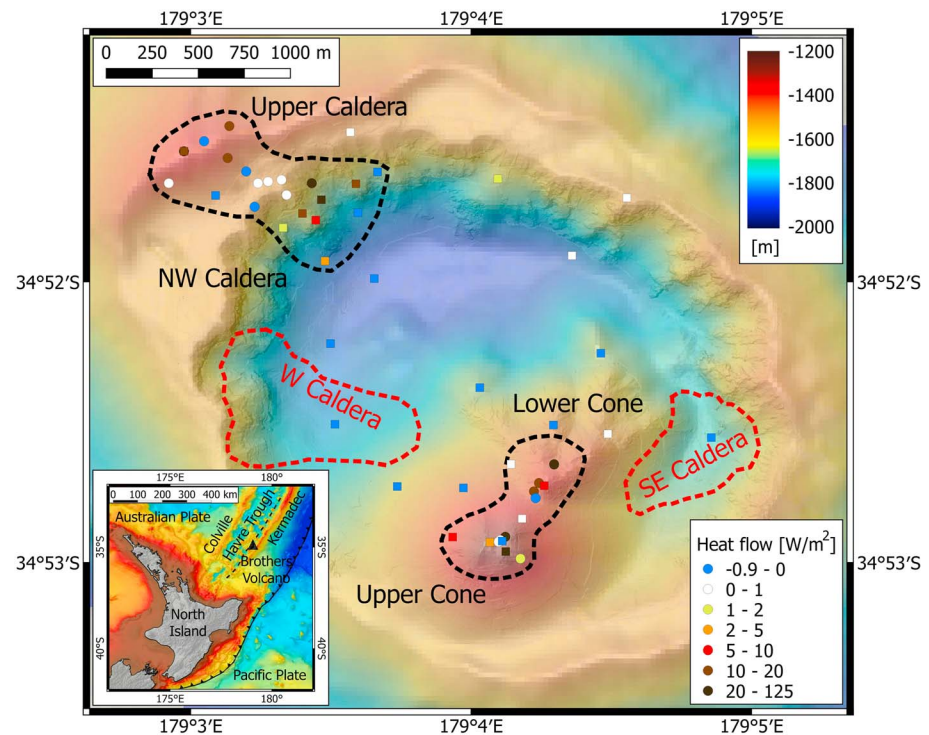 179°3′E 179°4′E 179°5′E
0 250 500 750 1000 m
-1200
-1400
-1600
-1800
-2000
[m]
Upper Caldera
NW Caldera
34°52′S 34°52′S
W Caldera
Lower Cone
SE Caldera
Upper Cone
34°53′S
175°E 180°
0 100 200 300 400 km
Australian Plate
Colville
Havre Trough
Kermadec
35°S 35°S
Brothers
Volcano
North
Island
40°S 40°S
Pacific Plate
175°E 180°
Heat flow [W/m²]
-0.9 - 0
0 - 1
1 - 2
2 - 5
5 - 10
10 - 20
20 - 125
179°3′E 179°4′E 179°5′E